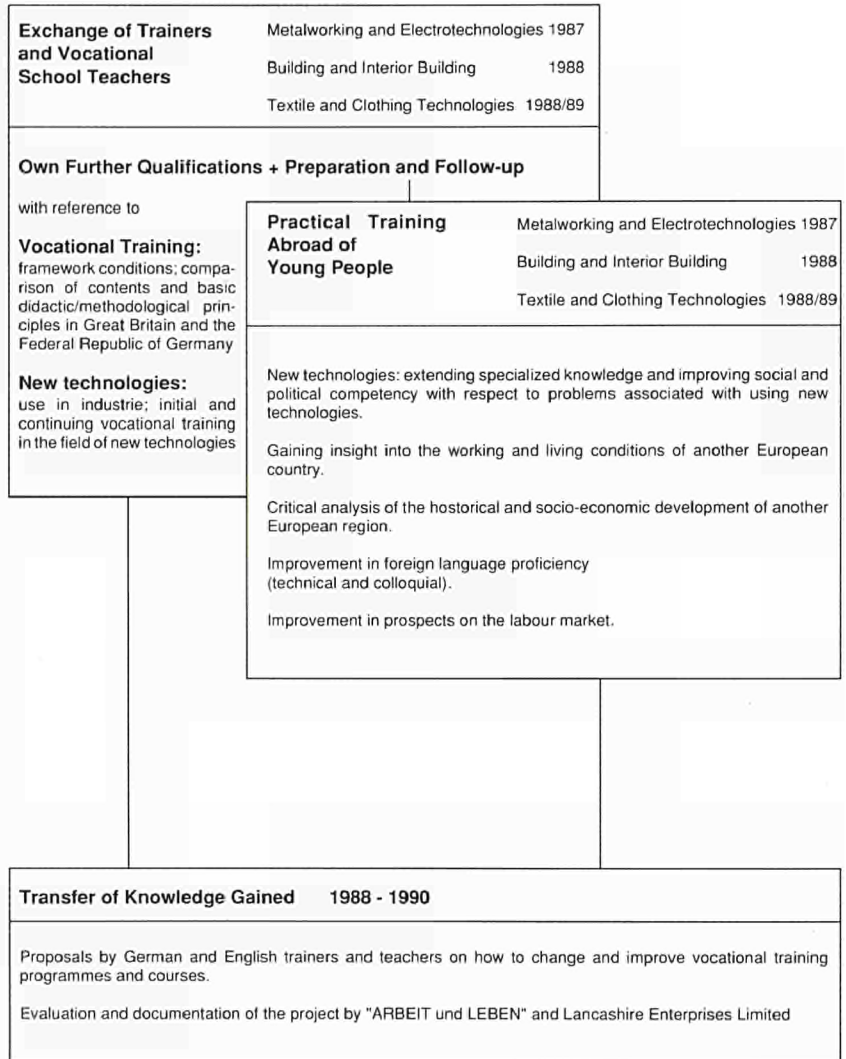 Exchange of Trainers
and Vocational
School Teachers
Metalworking and Electrotechnologies 1987
Building and Interior Building 1988
Textile and Clothing Technologies 1988/89
Own Further Qualifications + Preparation and Follow-up
with reference to
Vocational Training:
framework conditions; compa-
rison of contents and basic
didactic/methodological prin-
ciples in Great Britain and the
Federal Republic of Germany
New technologies:
use in industrie; initial and
continuing vocational training
in the field of new technologies
Practical Training
Abroad of
Young People
Metalworking and Electrotechnologies 1987
Building and Interior Building 1988
Textile and Clothing Technologies 1988/89
New technologies: extending specialized knowledge and improving social and
political competency with respect to problems associated with using new
technologies.
Gaining insight into the working and living conditions of another European
country.
Critical analysis of the hostorical and socio-economic development of another
European region.
Improvement in foreign language proficiency
(technical and colloquial).
Improvement in prospects on the labour market.
Transfer of Knowledge Gained 1988 - 1990
Proposals by German and English trainers and teachers on how to change and improve vocational training
programmes and courses.
Evaluation and documentation of the project by "ARBEIT und LEBEN" and Lancashire Enterprises Limited